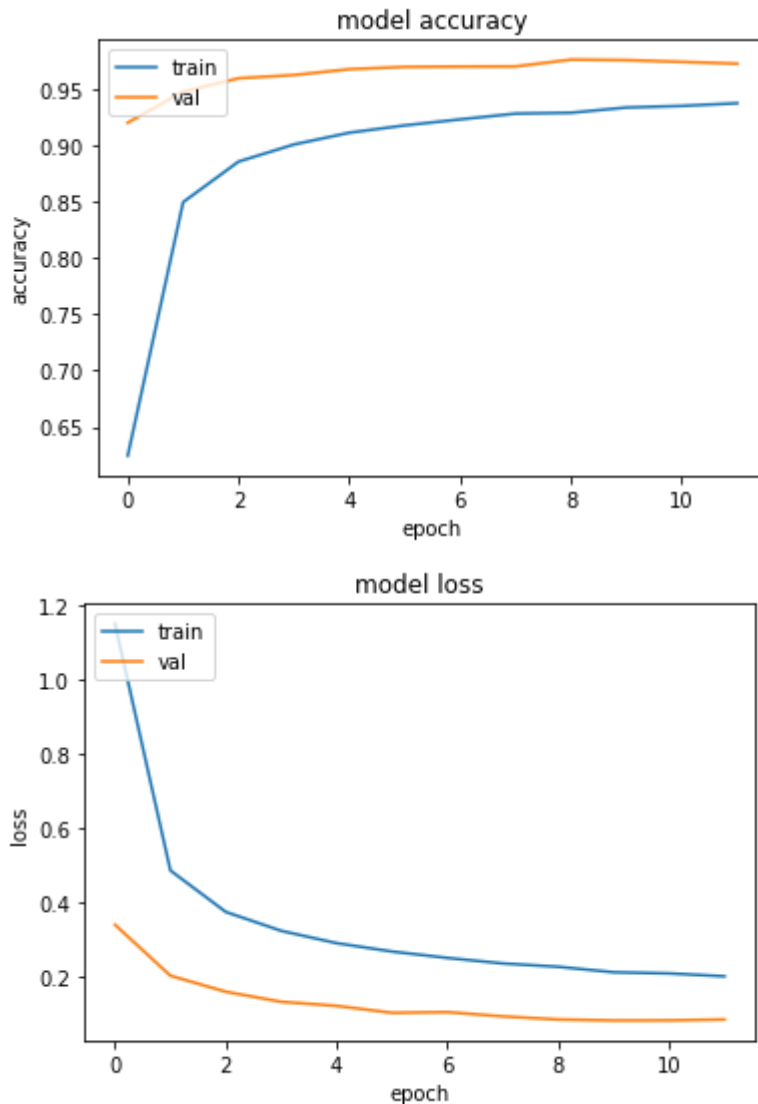 model accuracy
train
val
0.95
0.90
0.85
0.80
0.75
0.70
0.65
accuracy
0 2 4 6 8 10
epoch
model loss
train
val
1.2
1.0
0.8
0.6
0.4
0.2
loss
0 2 4 6 8 10
epoch